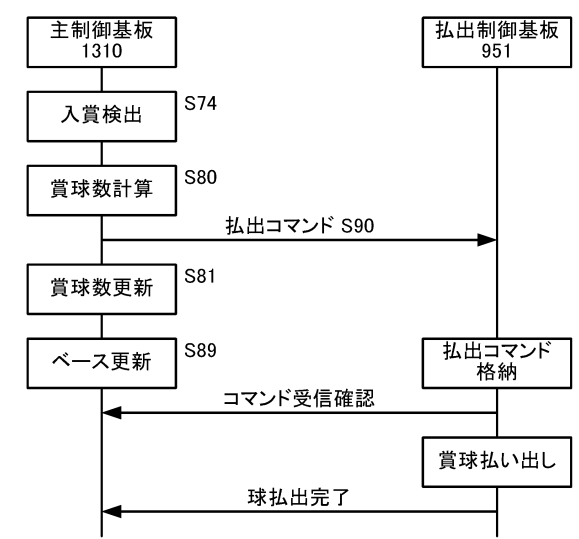 主制御基板
1310
払出制御基板
951
入賞検出
S74
賞球数計算
S80
払出コマンド S90
賞球数更新
S81
ベース更新
S89
払出コマンド
格納
コマンド受信確認
賞球払い出し
球払出完了